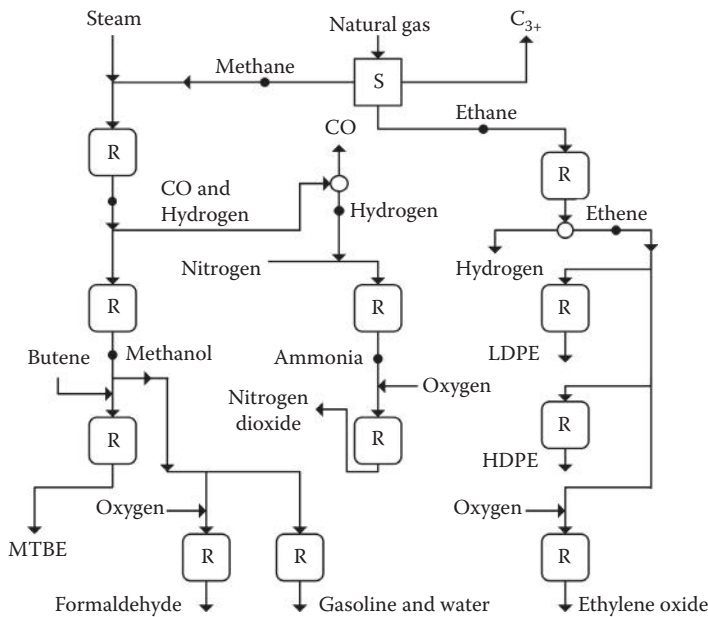 Steam
Natural gas
C3+
Methane
S
Ethane
R
CO
R
CO and
Hydrogen
Hydrogen
Ethene
Nitrogen
Hydrogen
R
R
R
LDPE
Butene
Methanol
Ammonia
Oxygen
Nitrogen
dioxide
R
R
R
HDPE
Oxygen
Oxygen
MTBE
R
R
R
Formaldehyde
Gasoline and water
Ethylene oxide